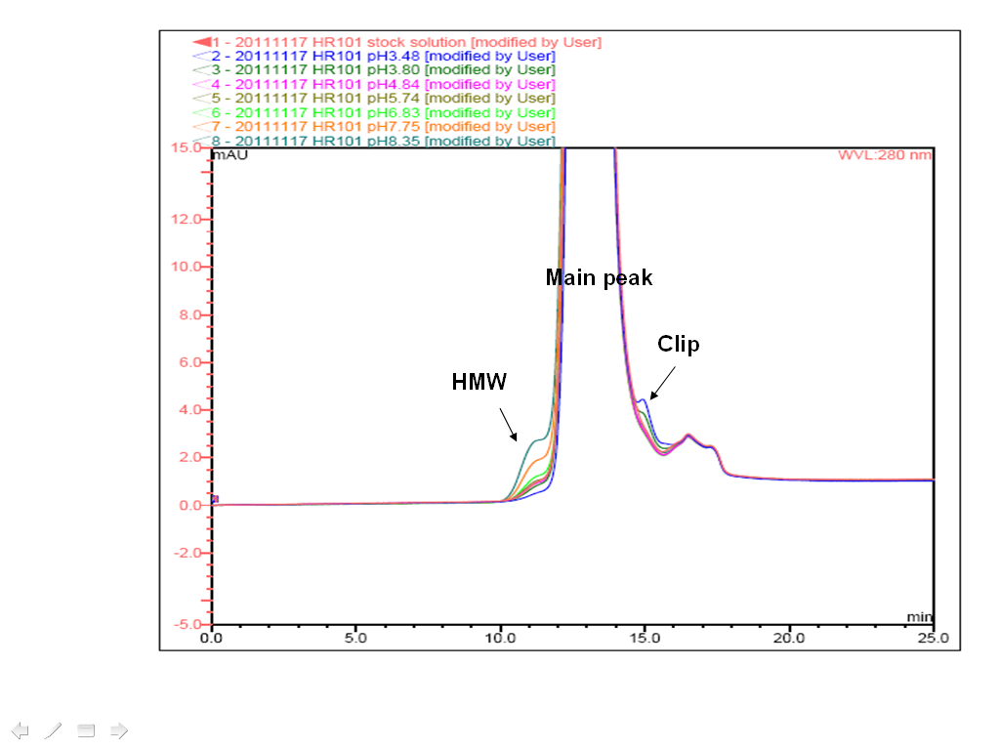 1 - 20111117 HR101 stock solution [modified by User]
2 - 20111117 HR101 pH3.48 [modified by User]
3 - 20111117 HR101 pH3.80 [modified by User]
4 - 20111117 HR101 pH4.84 [modified by User]
5 - 20111117 HR101 pH5.74 [modified by User]
6 - 20111117 HR101 pH6.83 [modified by User]
7 - 20111117 HR101 pH7.75 [modified by User]
8 - 20111117 HR101 pH8.35 [modified by User]
15.0
mAU
WVL:280 nm
12.0
10.0
Main peak
8.0
Clip
6.0
HMW
4.0
2.0
0.0
-2.0
-5.0
min
0.0 5.0 10.0 15.0 20.0 25.0